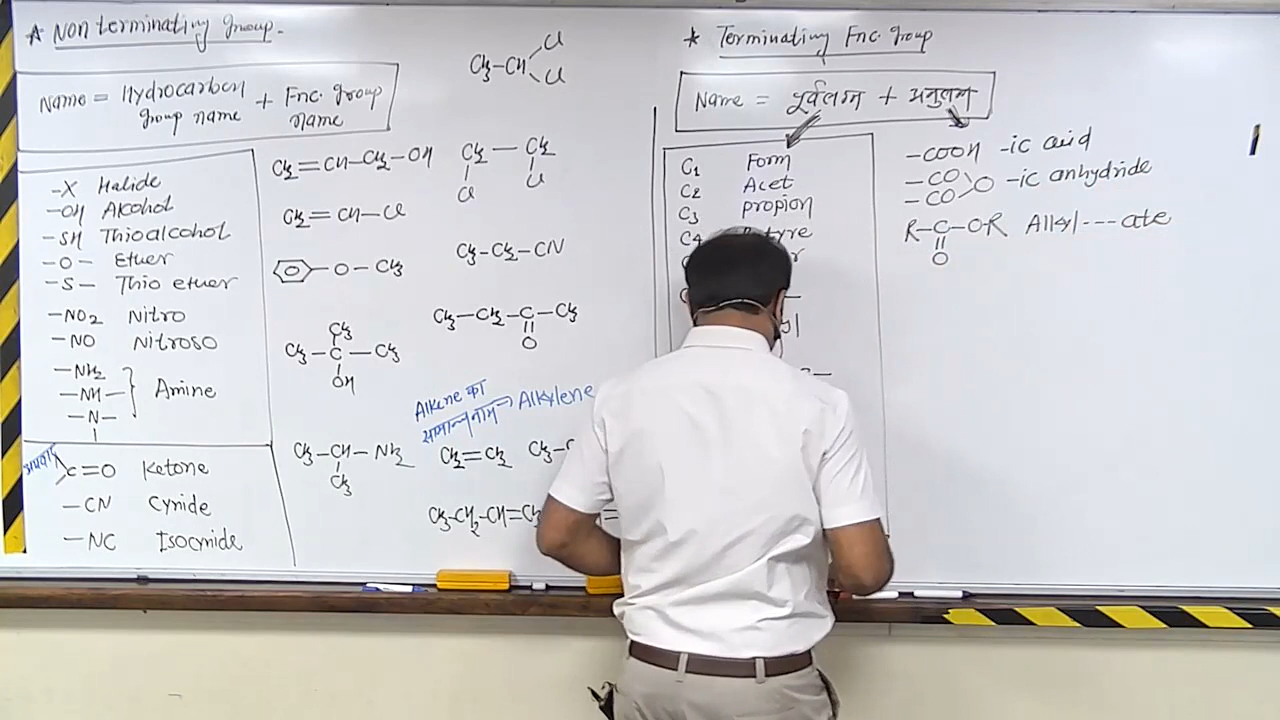 ★ Non terminating group.
Name = Hydrocarbon group name + Fnc. group name
-X Halide
-OH Alcohol
-SH Thioalcohol
-O- Ether
-S- Thio ether
-NO2 Nitro
-NO Nitroso
-NH2
-NH-
-N-
Amine
अपवाद
C=O Ketone
-CN Cynide
-NC Isocynide
CH3-CH
Cl
Cl
CH2=CH-CH2-OH
CH2-CH2
Cl Cl
CH2=CH-Cl
CH3-CH2-CN
-O-CH3
CH3-CH2-C-CH3
O
CH3
CH3-C-CH3
OH
Alkene का
सामान्य नाम → Alkylene
CH3-CH-NH2
CH3
CH2=CH2 CH3-
CH3-CH2-CH=
★ Terminating Fnc. group
Name = पूर्वलग्न + अनुलग्न
C1 Form
C2 Acet
C3 propion
C4
-COOH -ic acid
-CO
-CO
O -ic anhydride
R-C-OR Alkyl---ate
O